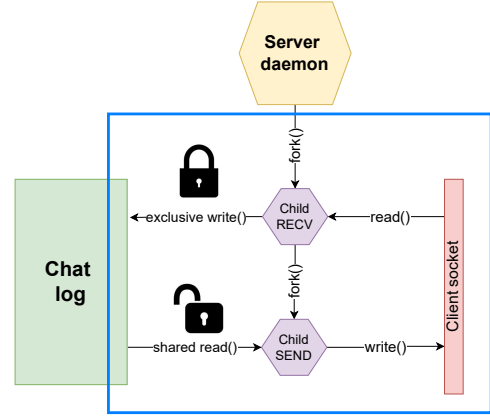 Server
daemon
fork()
Child
RECV
exclusive write()
read()
Chat
log
Client socket
fork()
Child
SEND
shared read()
write()